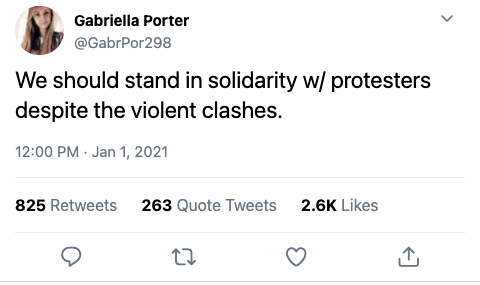 Gabriella Porter
@GabrPor298
We should stand in solidarity w/ protesters
despite the violent clashes.
12:00 PM · Jan 1, 2021
825 Retweets 263 Quote Tweets 2.6K Likes